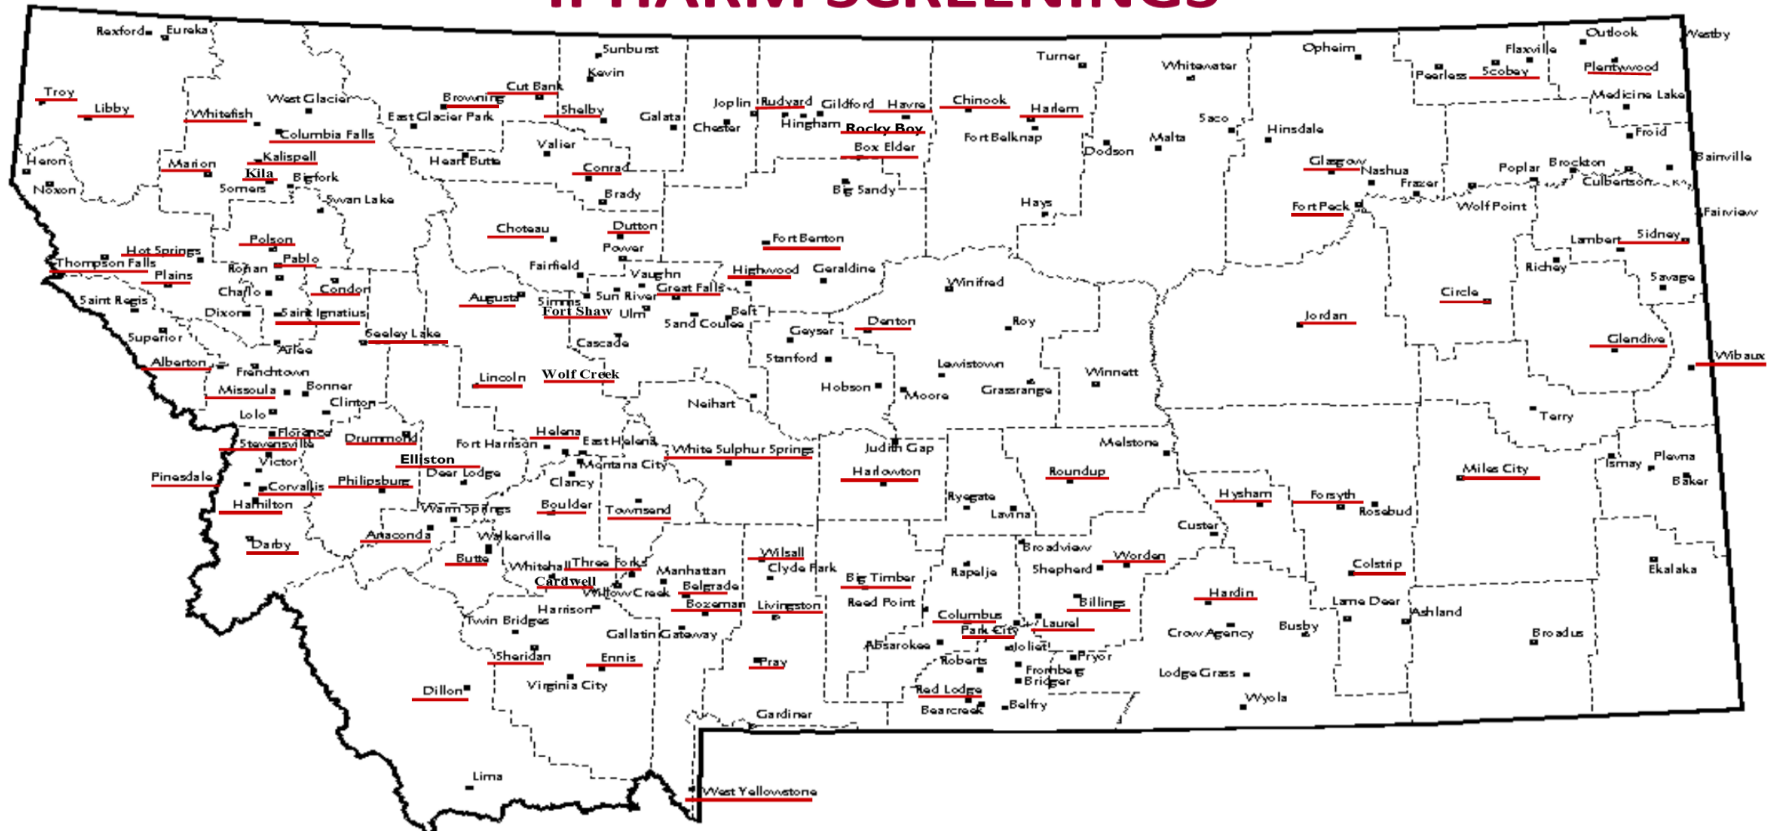 IPHARM SCREENINGS
Rexford Eureka Sunburst Turner Opheim Outlook Westby
Kevin Whitewater Flaxville
Peerless Scobey Plentywood
Troy Libby Whitefish West Glacier Browning Cut Bank Shelby Galata Joplin Rudyard Gildford Havre Chinook Harlem Medicine Lake
Columbia Falls East Glacier Park Chester Hingham Rocky Boy Fort Belknap Saco Hinsdale Froid
Heron Marion Kalispell Heart Butte Valier Conrad Box Elder Dodson Malta Glasgow Nashua Poplar Brockton Bainville
Noxon Kila Bigfork Somers Brady Big Sandy Frazer Culbertson
Swan Lake Hays Fort Peck Wolf Point Fairview
Hot Springs Polson Choteau Dutton Fort Benton Lambert Sidney
Thompson Falls Ronan Pablo Power Richey
Plains Fairfield Vaughn Highwood Geraldine Winifred Savage
Saint Regis Charlo Condon Augusta Simms Sun River Great Falls Circle
Dixon Saint Ignatius Fort Shaw Ulm Sand Coulee Belt Denton Roy Jordan
Superior Arlee Seeley Lake Cascade Geyser Glendive
Alberton Frenchtown Stanford Lewistown Wibaux
Missoula Bonner Lincoln Wolf Creek Hobson Moore Grassrange Winnett
Lolo Clinton Neihart Terry
Florence Drummond Helena East Helena Judith Gap Melstone
Stevensville Fort Harrison White Sulphur Springs
Victor Elliston Montana City Ismay Plevna
Pinesdale Corvallis Philipsburg Deer Lodge Clancy Harlowton Roundup Miles City Baker
Hamilton Warm Springs Boulder Townsend Ryegate Lavina Hysham Forsyth Rosebud
Darby Anaconda Walkerville Custer
Butte Whitehall Three Forks Wilsall Broadview Worden
Cardwell Manhattan Clyde Park Big Timber Rapelje Shepherd Colstrip Ekalaka
Willow Creek Belgrade
Harrison Bozeman Livingston Reed Point Columbus Billings Hardin Lame Deer Ashland
Twin Bridges Gallatin Gateway Park City Laurel Crow Agency Busby Broadus
Sheridan Ennis Pray Absarokee Joliet Pryor
Roberts Fromberg Lodge Grass
Dillon Virginia City Red Lodge Bridger
Gardiner Bearcreek Belfry Wyola
Lima West Yellowstone